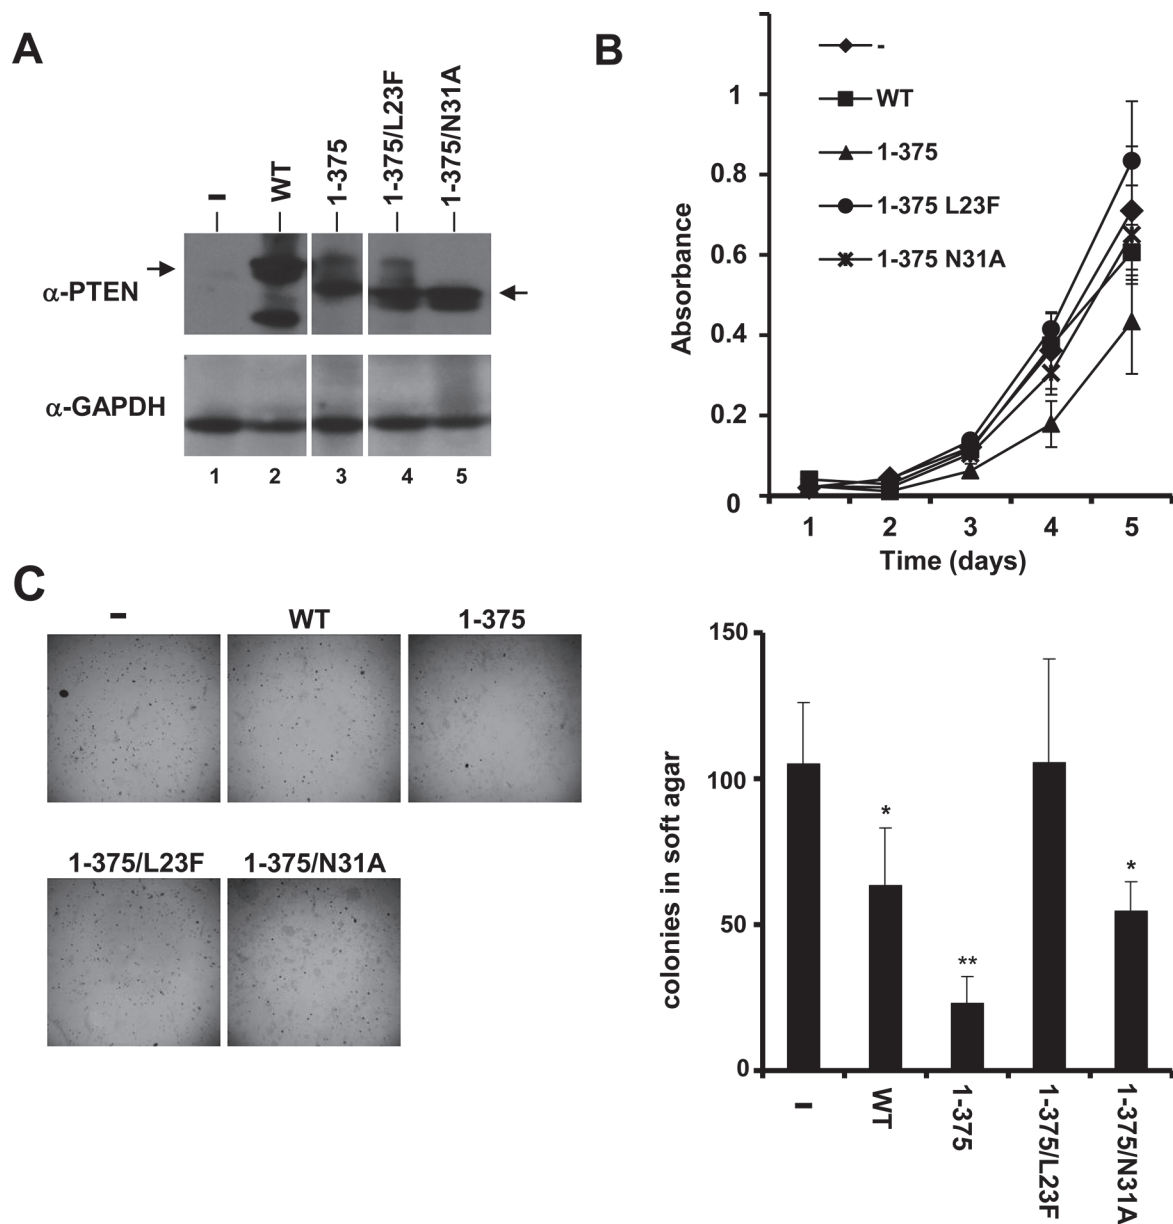 A
-
WT
1-375
1-375/L23F
1-375/N31A
α-PTEN
α-GAPDH
1 2 3 4 5
B
-
WT
1-375
1-375 L23F
1-375 N31A
Absorbance
1
0.8
0.6
0.4
0.2
0
1 2 3 4 5
Time (days)
C
- WT 1-375
1-375/L23F 1-375/N31A
colonies in soft agar
150
100
50
0
*
**
*
-
WT
1-375
1-375/L23F
1-375/N31A